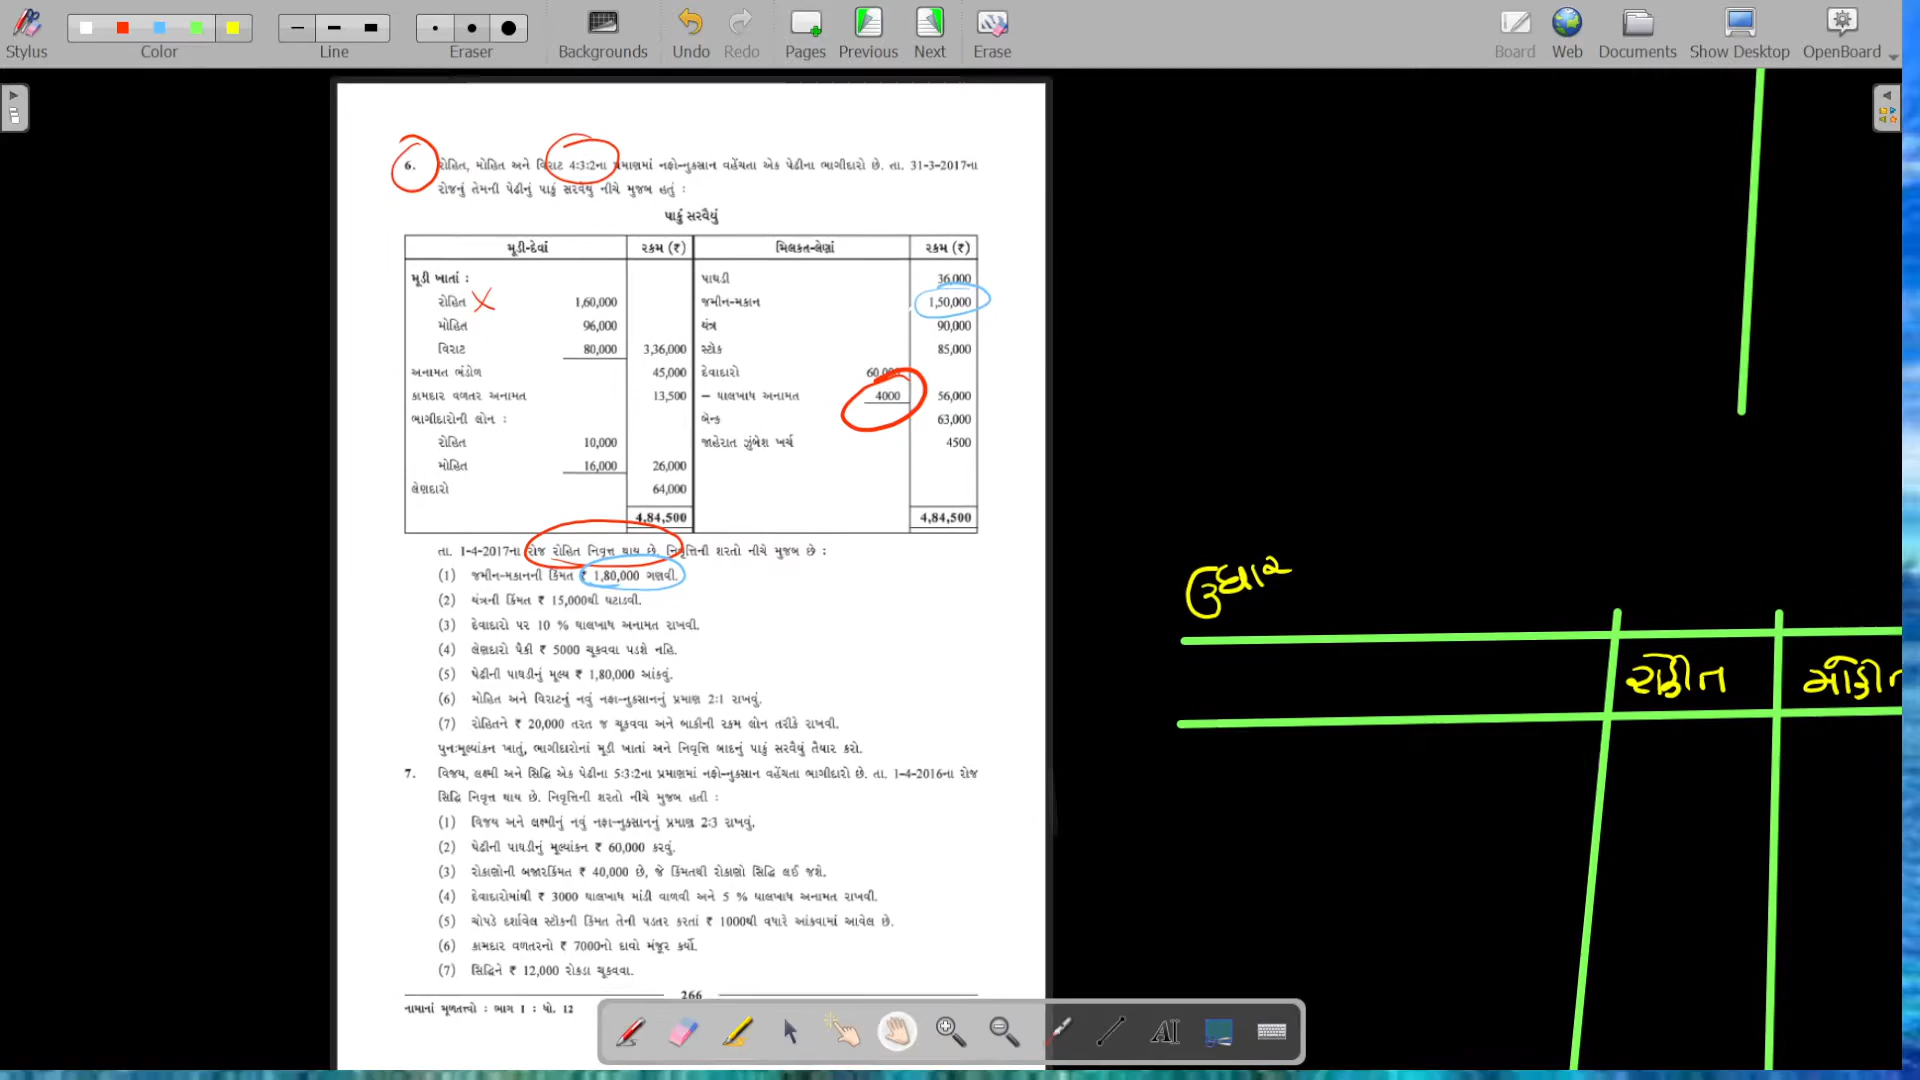 Stylus Color Line Eraser Backgrounds Undo Redo Pages Previous Next Erase Board Web Documents Show Desktop OpenBoard
6. રોહિત, મોહિત અને વિરાટ 4:3:2ના પ્રમાણમાં નફો-નુકસાન વહેંચતા એક પેઢીના ભાગીદારો છે. તા. 31-3-2017ના
રોજનું તેમની પેઢીનું પાકું સરવૈયું નીચે મુજબ હતું :
પાકું સરવૈયું
મૂડી-દેવાં રકમ (₹) મિલકત-લેણાં રકમ (₹)
મૂડી ખાતાં : પાઘડી 36,000
રોહિત 1,60,000 જમીન-મકાન 1,50,000
મોહિત 96,000 યંત્ર 90,000
વિરાટ 80,000 3,36,000 સ્ટોક 85,000
અનામત ભંડોળ 45,000 દેવાદારો 60,000
કામદાર વળતર અનામત 13,500 – ઘાલખાધ અનામત 4000 56,000
ભાગીદારોની લોન : બૅન્ક 63,000
રોહિત 10,000 જાહેરાત ઝુંબેશ ખર્ચ 4500
મોહિત 16,000 26,000
લેણદારો 64,000
4,84,500 4,84,500
તા. 1-4-2017ના રોજ રોહિત નિવૃત્ત થાય છે. નિવૃત્તિની શરતો નીચે મુજબ છે :
(1) જમીન-મકાનની કિંમત ₹ 1,80,000 ગણવી.
(2) યંત્રની કિંમત ₹ 15,000થી ઘટાડવી.
(3) દેવાદારો પર 10 % ઘાલખાધ અનામત રાખવી.
(4) લેણદારો પૈકી ₹ 5000 ચૂકવવા પડશે નહિ.
(5) પેઢીની પાઘડીનું મૂલ્ય ₹ 1,80,000 આંકવું.
(6) મોહિત અને વિરાટનું નવું નફા-નુકસાનનું પ્રમાણ 2:1 રાખવું.
(7) રોહિતને ₹ 20,000 તરત જ ચૂકવવા અને બાકીની રકમ લોન તરીકે રાખવી.
પુનઃમૂલ્યાંકન ખાતું, ભાગીદારોનાં મૂડી ખાતાં અને નિવૃત્તિ બાદનું પાકું સરવૈયું તૈયાર કરો.
7. વિજય, લક્ષ્મી અને સિદ્ધિ એક પેઢીના 5:3:2ના પ્રમાણમાં નફો-નુકસાન વહેંચતા ભાગીદારો છે. તા. 1-4-2016ના રોજ
સિદ્ધિ નિવૃત્ત થાય છે. નિવૃત્તિની શરતો નીચે મુજબ હતી :
(1) વિજય અને લક્ષ્મીનું નવું નફા-નુકસાનનું પ્રમાણ 2:3 રાખવું.
(2) પેઢીની પાઘડીનું મૂલ્યાંકન ₹ 60,000 કરવું.
(3) રોકાણોની બજારકિંમત ₹ 40,000 છે, જે કિંમતથી રોકાણો સિદ્ધિ લઈ જશે.
(4) દેવાદારોમાંથી ₹ 3000 ઘાલખાધ માંડી વાળવી અને 5 % ઘાલખાધ અનામત રાખવી.
(5) ચોપડે દર્શાવેલ સ્ટૉકની કિંમત તેની પડતર કરતાં ₹ 1000થી વધારે આંકવામાં આવેલ છે.
(6) કામદાર વળતરનો ₹ 7000નો દાવો મંજૂર કર્યો.
(7) સિદ્ધિને ₹ 12,000 રોકડા ચૂકવવા.
266
નામાનાં મૂળતત્ત્વો : ભાગ 1 : ધો. 12
ઉધાર
રોહીત મોહીત